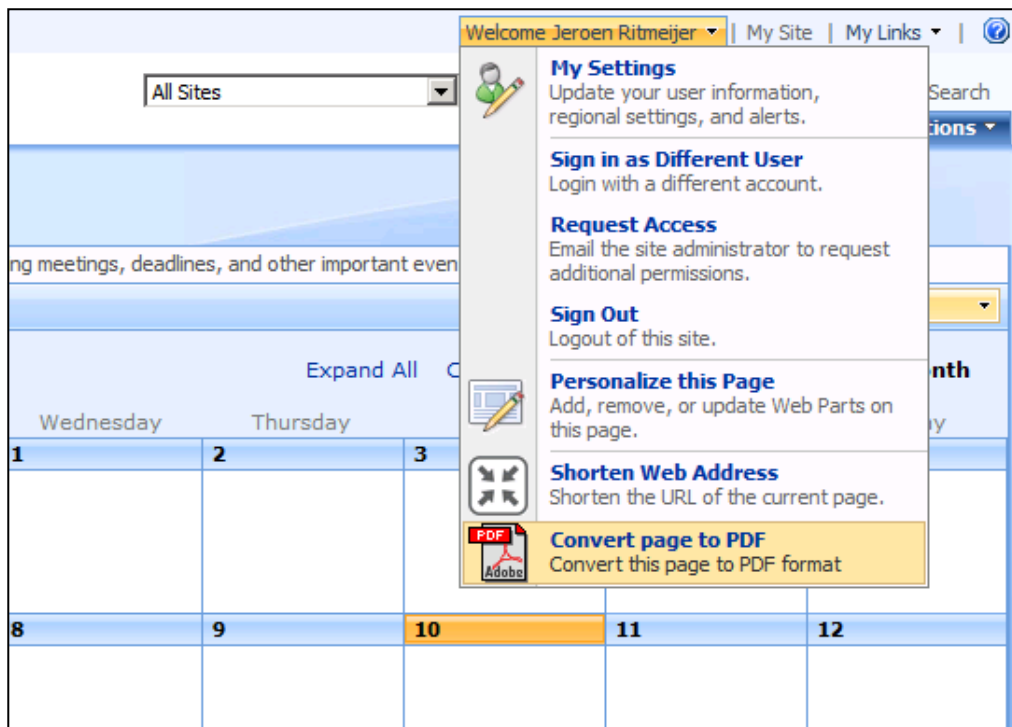 Welcome Jeroen Ritmeijer | My Site | My Links |
All Sites
Search
My Settings
Update your user information,
regional settings, and alerts.
Sign in as Different User
Login with a different account.
Request Access
Email the site administrator to request
additional permissions.
ng meetings, deadlines, and other important even
Sign Out
Logout of this site.
Expand All
Personalize this Page
Add, remove, or update Web Parts on
this page.
Wednesday Thursday
1 2 3
Shorten Web Address
Shorten the URL of the current page.
PDF
Adobe
Convert page to PDF
Convert this page to PDF format
8 9 10 11 12